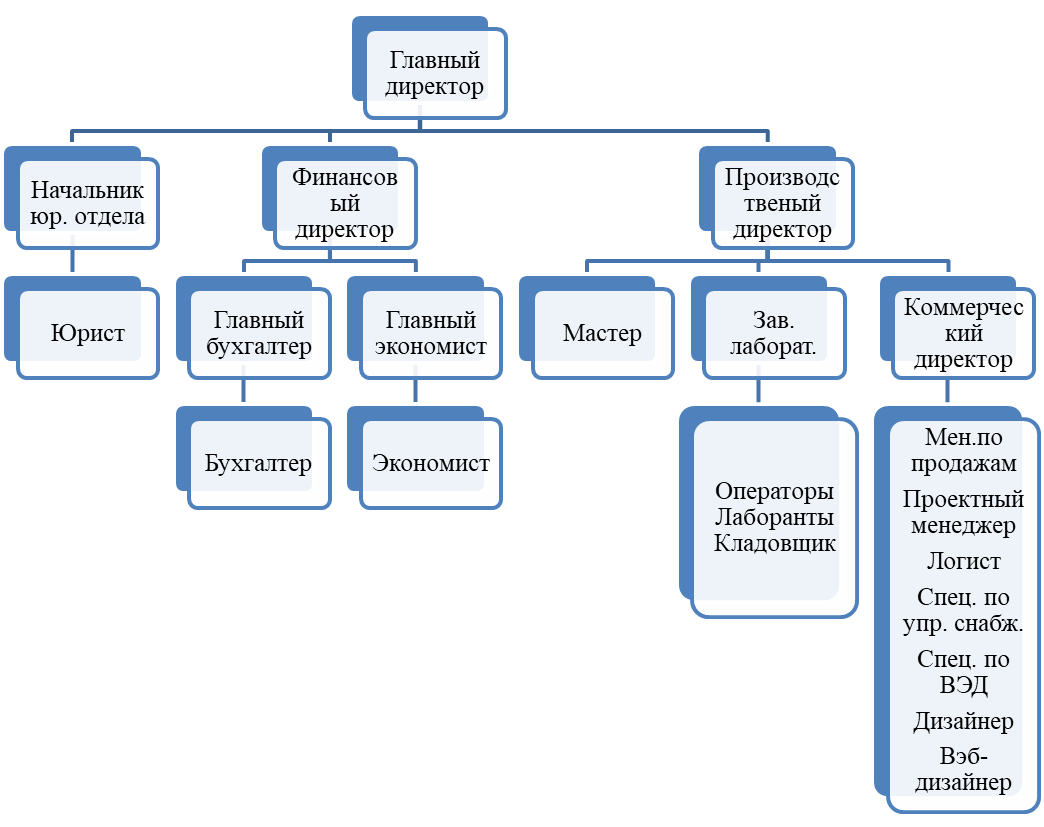 Главный
директор
Начальник
юр. отдела
Финансов
ый
директор
Производс
твеный
директор
Юрист
Главный
бухгалтер
Главный
экономист
Мастер
Зав.
лаборат.
Коммерчес
кий
директор
Бухгалтер
Экономист
Операторы
Лаборанты
Кладовщик
Мен.по
продажам
Проектный
менеджер
Логист
Спец. по
упр. снабж.
Спец. по
ВЭД
Дизайнер
Вэб-
дизайнер